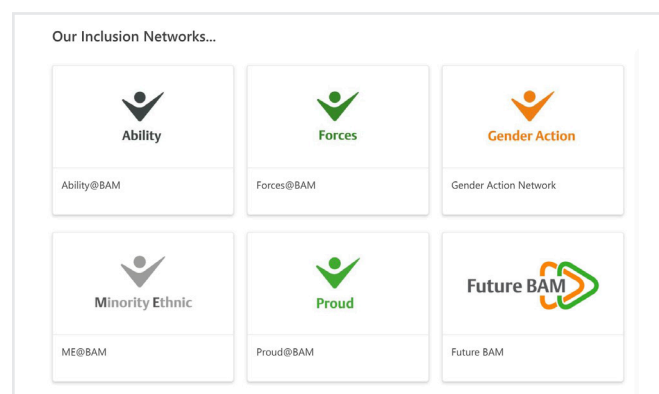 Our Inclusion Networks...
Ability
Forces
Gender Action
Ability@BAM
Forces@BAM
Gender Action Network
Minority Ethnic
Proud
Future BAM
ME@BAM
Proud@BAM
Future BAM